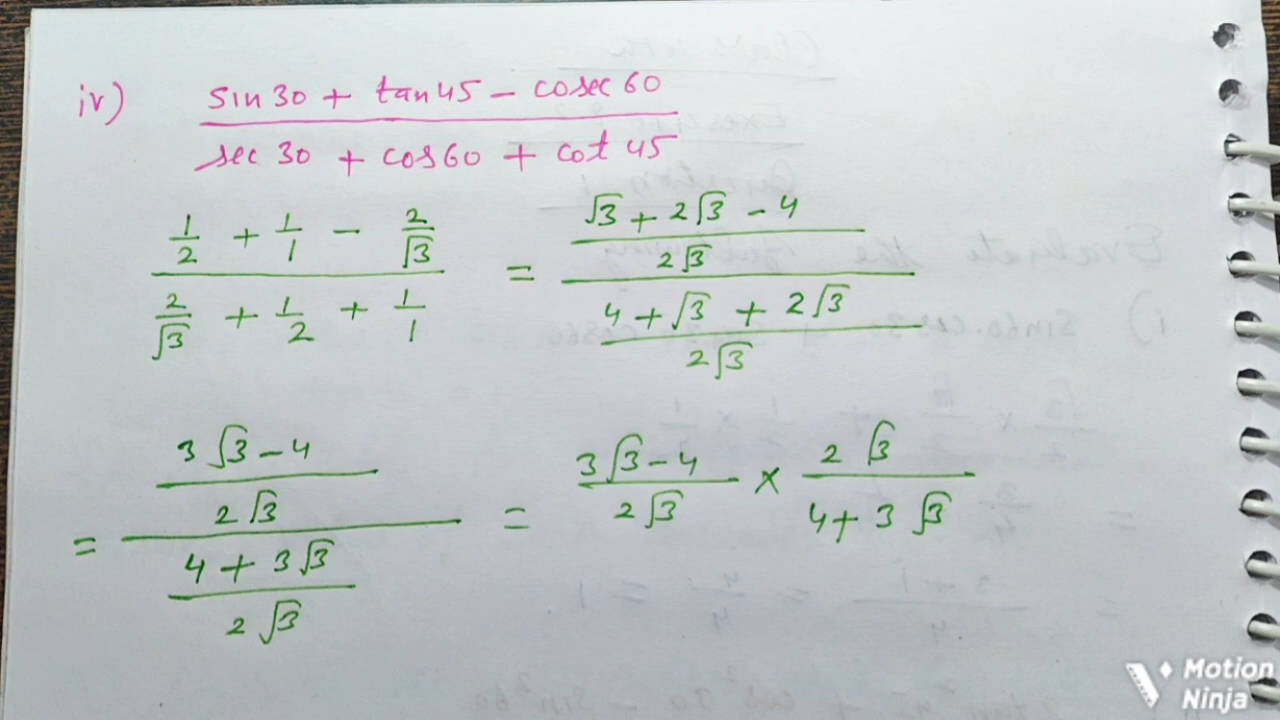 iv) sin 30 + tan 45 - cosec 60
sec 30 + cos 60 + cot 45
1/2 + 1/1 - 2/√3 = √3 + 2√3 - 4 / 2√3
2/√3 + 1/2 + 1/1   4 + √3 + 2√3 / 2√3
= 3√3 - 4 / 2√3 = 3√3 - 4 / 2√3 × 2√3 / 4 + 3√3
4 + 3√3 / 2√3
Motion
Ninja